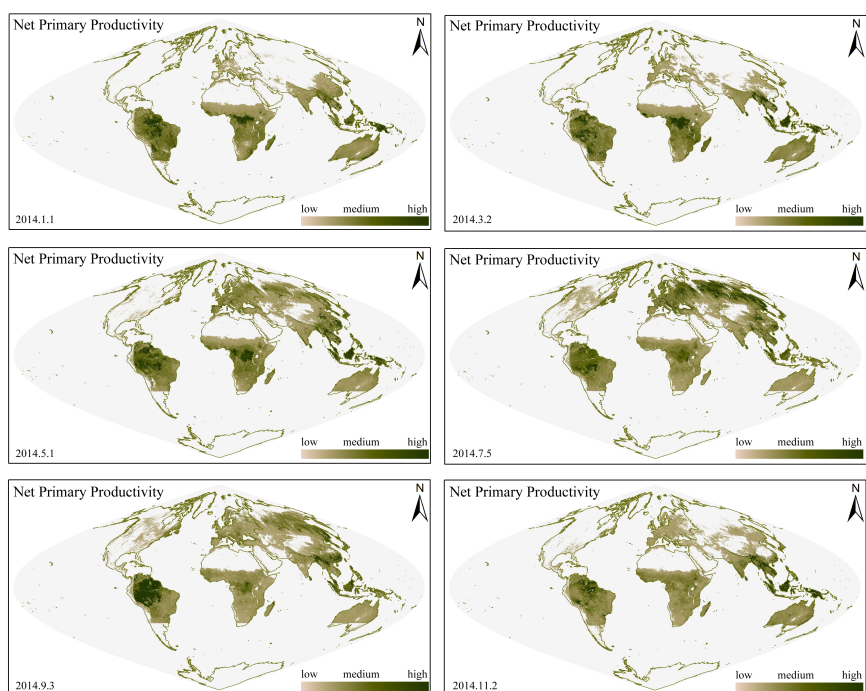 Net Primary Productivity
N
low medium high
2014.1.1
Net Primary Productivity
N
low medium high
2014.3.2
Net Primary Productivity
N
low medium high
2014.5.1
Net Primary Productivity
N
low medium high
2014.7.5
Net Primary Productivity
N
low medium high
2014.9.3
Net Primary Productivity
N
low medium high
2014.11.2